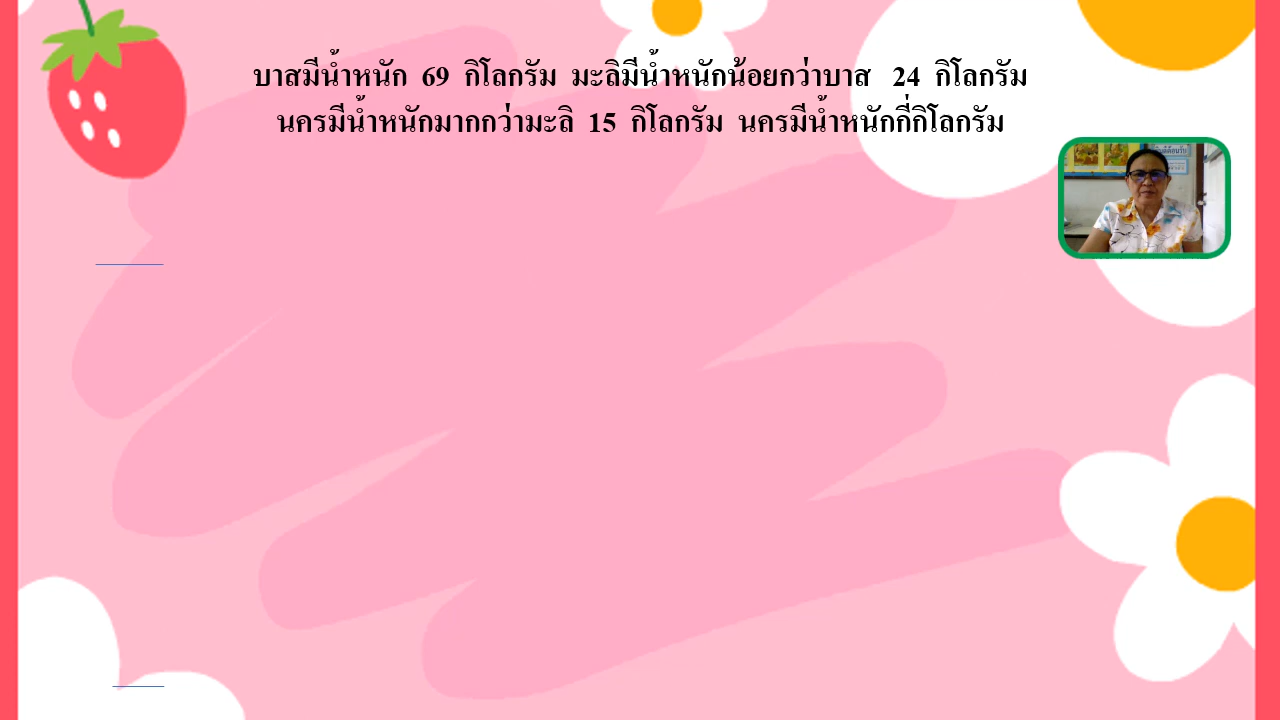 บาสมีน้ำหนัก 69 กิโลกรัม มะลิมีน้ำหนักน้อยกว่าบาส 24 กิโลกรัม
นครมีน้ำหนักมากกว่ามะลิ 15 กิโลกรัม นครมีน้ำหนักกี่กิโลกรัม